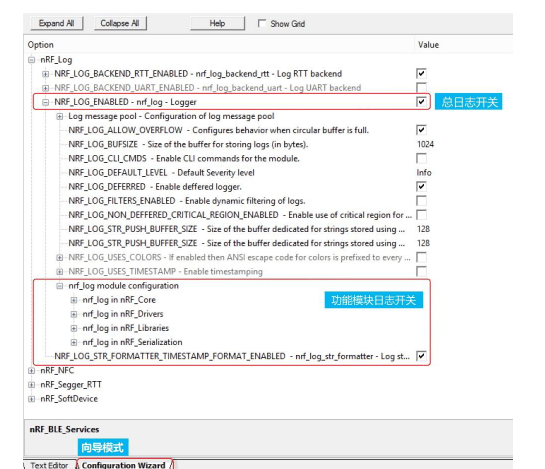 Expand All Collapse All Help Show Grid
Option Value
nRF_Log
NRF_LOG_BACKEND_RTT_ENABLED - nrf_log_backend_rtt - Log RTT backend
NRF_LOG_BACKEND_UART_ENABLED - nrf_log_backend_uart - Log UART backend
NRF_LOG_ENABLED - nrf_log - Logger 总日志开关
Log message pool - Configuration of log message pool
NRF_LOG_ALLOW_OVERFLOW - Configures behavior when circular buffer is full.
NRF_LOG_BUFSIZE - Size of the buffer for storing logs (in bytes). 1024
NRF_LOG_CLI_CMDS - Enable CLI commands for the module.
NRF_LOG_DEFAULT_LEVEL - Default Severity level Info
NRF_LOG_DEFERRED - Enable deffered logger.
NRF_LOG_FILTERS_ENABLED - Enable dynamic filtering of logs.
NRF_LOG_NON_DEFFERED_CRITICAL_REGION_ENABLED - Enable use of critical region for ...
NRF_LOG_STR_PUSH_BUFFER_SIZE - Size of the buffer dedicated for strings stored using ... 128
NRF_LOG_STR_PUSH_BUFFER_SIZE - Size of the buffer dedicated for strings stored using ... 128
NRF_LOG_USES_COLORS - If enabled then ANSI escape code for colors is prefixed to every ...
NRF_LOG_USES_TIMESTAMP - Enable timestamping
nrf_log module configuration
nrf_log in nRF_Core 功能模块日志开关
nrf_log in nRF_Drivers
nrf_log in nRF_Libraries
nrf_log in nRF_Serialization
NRF_LOG_STR_FORMATTER_TIMESTAMP_FORMAT_ENABLED - nrf_log_str_formatter - Log st...
nRF_NFC
nRF_Segger_RTT
nRF_SoftDevice
nRF_BLE_Services
向导模式
Text Editor Configuration Wizard